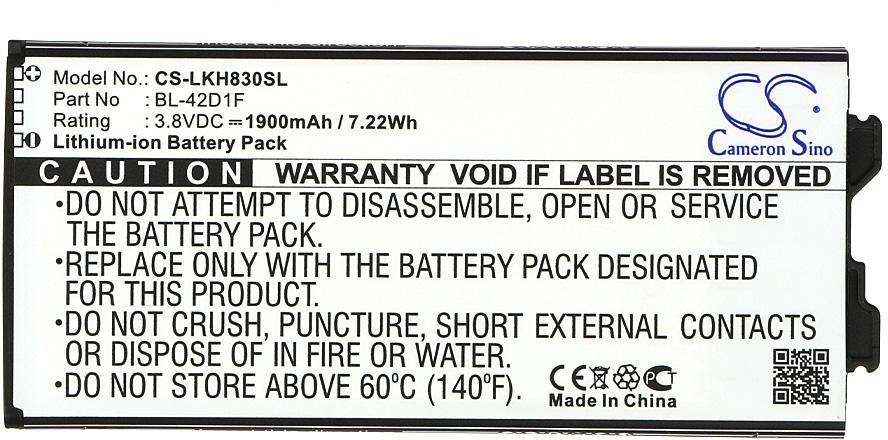 Model No.: CS-LKH830SL
Part No : BL-42D1F
Rating : 3.8VDC ⎓ 1900mAh / 7.22Wh
Lithium-ion Battery Pack
CS
Cameron Sino
CAUTION WARRANTY VOID IF LABEL IS REMOVED
•DO NOT ATTEMPT TO DISASSEMBLE, OPEN OR SERVICE
THE BATTERY PACK.
•REPLACE ONLY WITH THE BATTERY PACK DESIGNATED
FOR THIS PRODUCT.
•DO NOT CRUSH, PUNCTURE, SHORT EXTERNAL CONTACTS
OR DISPOSE OF IN FIRE OR WATER.
•DO NOT STORAGE ABOVE 60°C (140°F).
CE PCT
Made In China